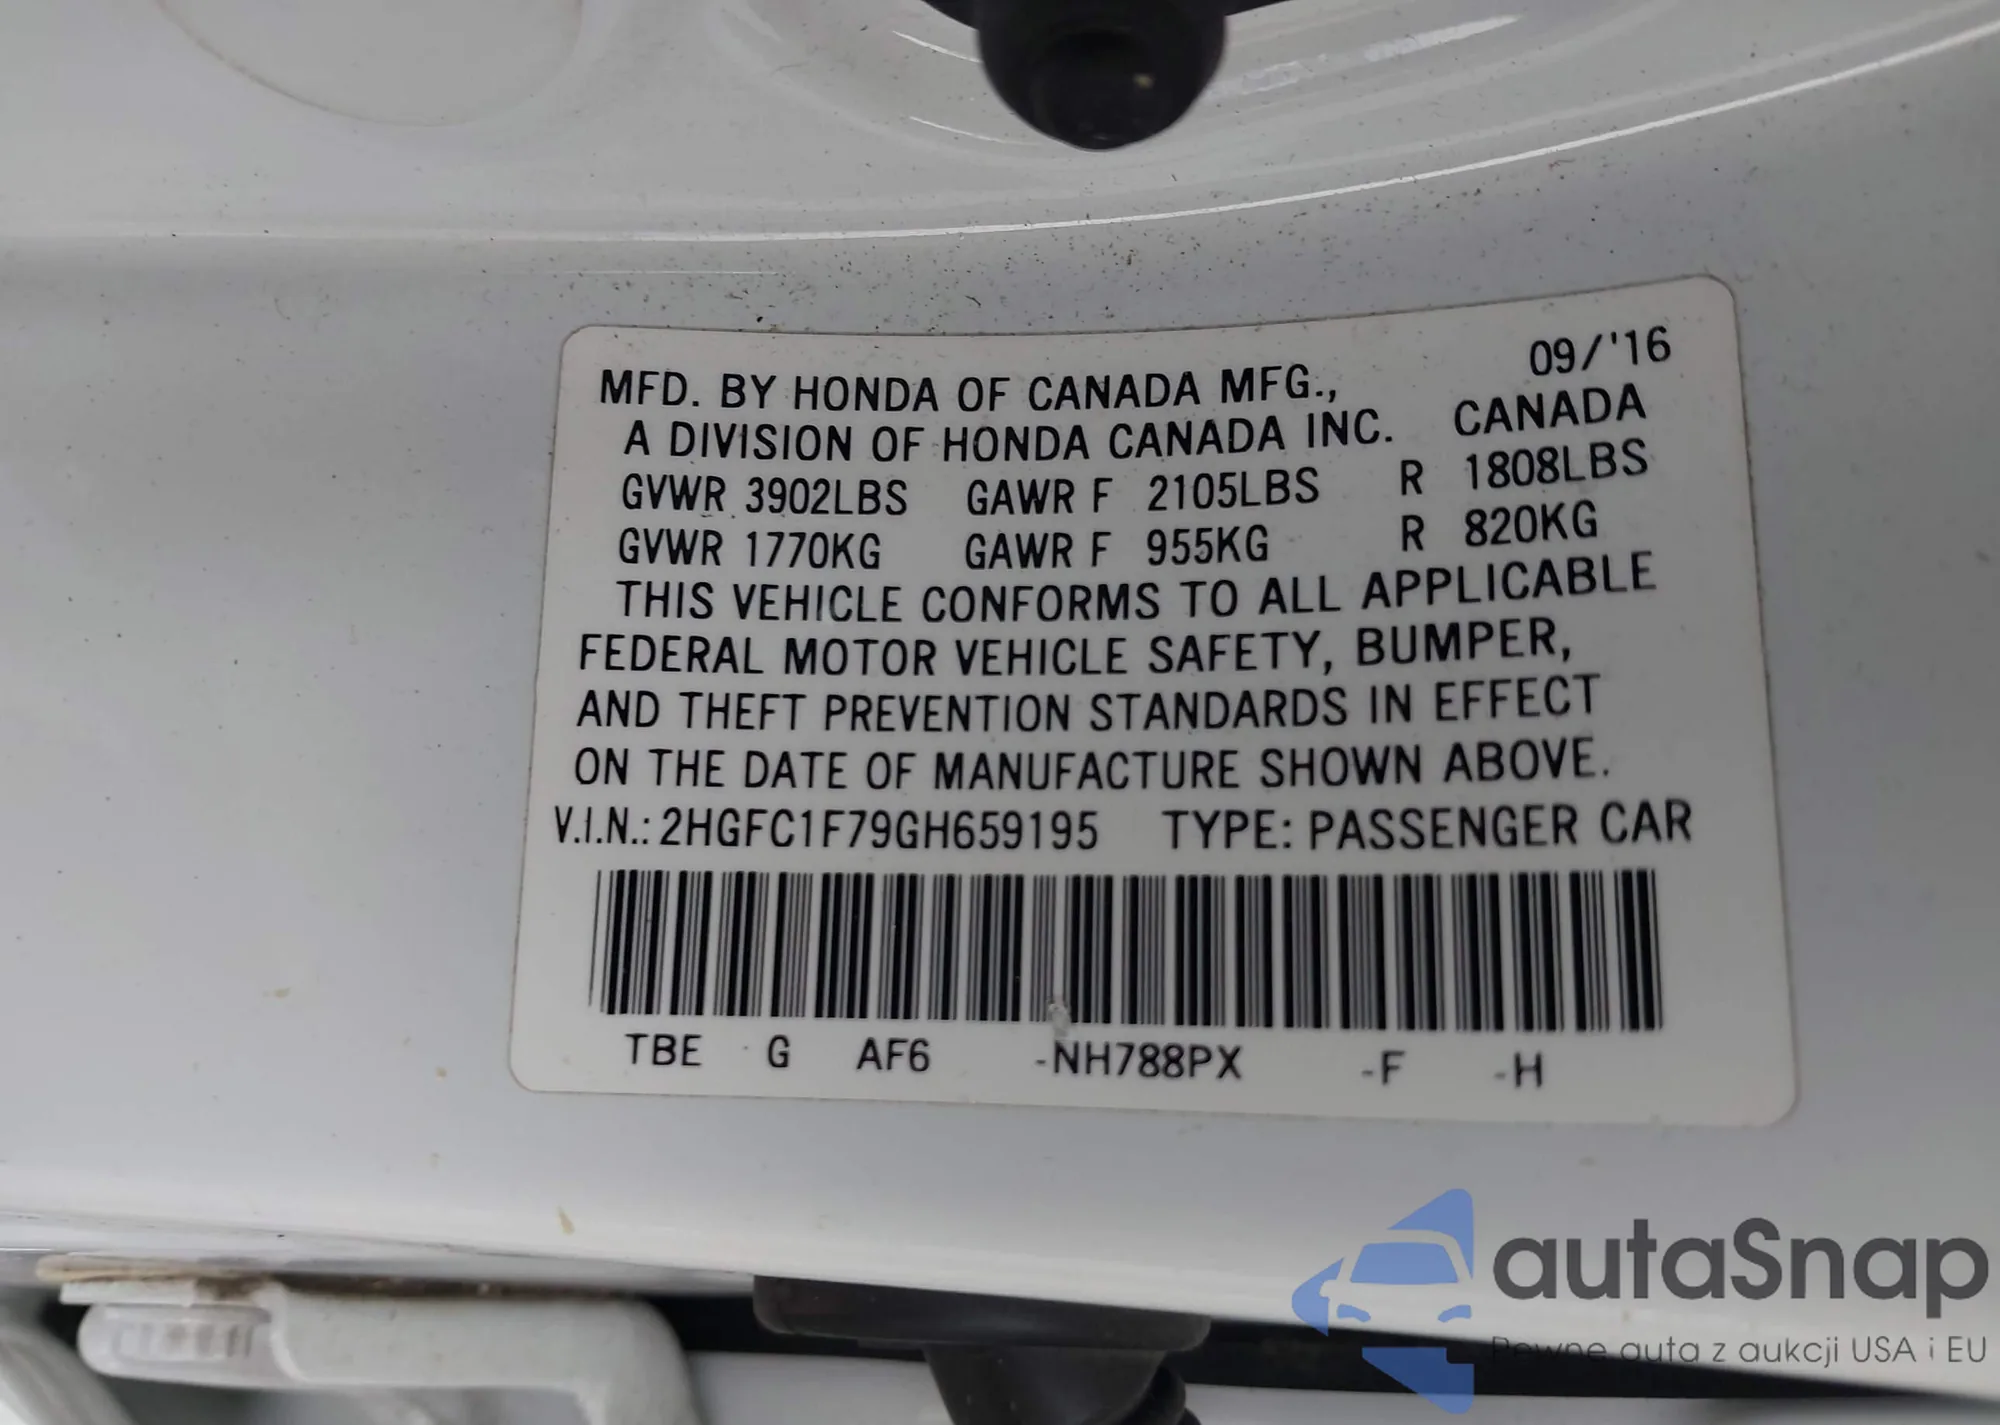 09/'16
MFD. BY HONDA OF CANADA MFG.,
A DIVISION OF HONDA CANADA INC. CANADA
GVWR 3902LBS GAWR F 2105LBS R 1808LBS
GVWR 1770KG GAWR F 955KG R 820KG
THIS VEHICLE CONFORMS TO ALL APPLICABLE
FEDERAL MOTOR VEHICLE SAFETY, BUMPER,
AND THEFT PREVENTION STANDARDS IN EFFECT
ON THE DATE OF MANUFACTURE SHOWN ABOVE.
V.I.N.: 2HGFC1F79GH659195 TYPE: PASSENGER CAR
TBE G AF6 -NH788PX -F -H
autaSnap
Pewne auta z aukcji USA i EU